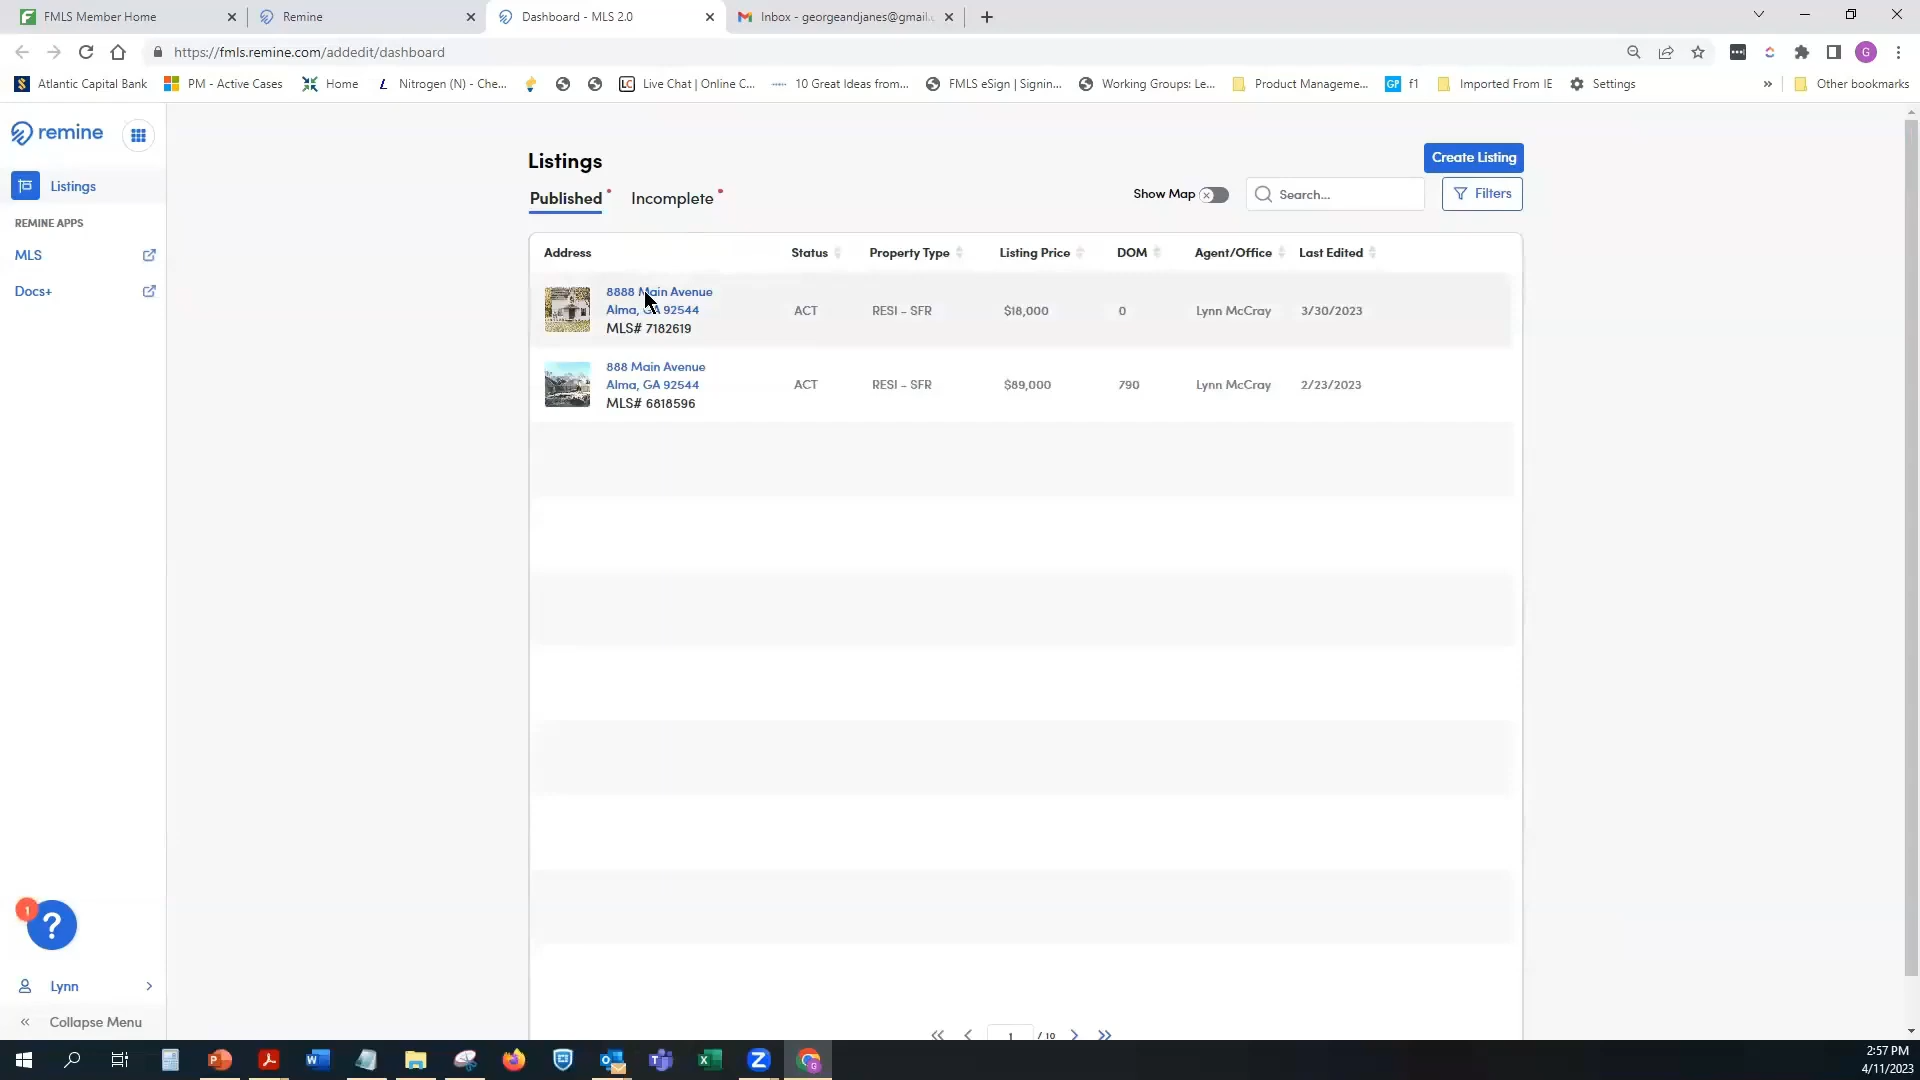 FMLS Member Home
Remine
Dashboard - MLS 2.0
Inbox - georgeandjanes@gmail.c
https://fmls.remine.com/addedit/dashboard
G
Atlantic Capital Bank
PM - Active Cases
Home
Nitrogen (N) - Che...
LC Live Chat | Online C...
10 Great Ideas from...
FMLS eSign | Signin...
Working Groups: Le...
Product Manageme...
GP f1
Imported From IE
Settings
»
Other bookmarks
remine
Listings
REMINE APPS
MLS
Docs+
Listings
Create Listing
Published
Incomplete
Show Map
Search...
Filters
Address Status Property Type Listing Price DOM Agent/Office Last Edited
8888 Main Avenue
Alma, GA 92544
MLS# 7182619
ACT RESI - SFR $18,000 0 Lynn McCray 3/30/2023
888 Main Avenue
Alma, GA 92544
MLS# 6818596
ACT RESI - SFR $89,000 790 Lynn McCray 2/23/2023
1
?
Lynn
Collapse Menu
1 / 10
2:57 PM
4/11/2023